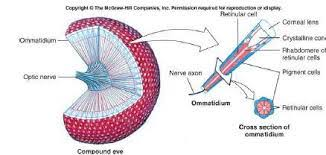 Copyright © The McGraw-Hill Companies, Inc. Permission required for reproduction or display.
Retinular cell
Corneal lens
Ommatidium
Crystalline cone
Rhabdomere of
retinular cells
Optic nerve
Nerve axon
Pigment cells
Ommatidium
Retinular cells
Cross section of
ommatidium
Compound eye